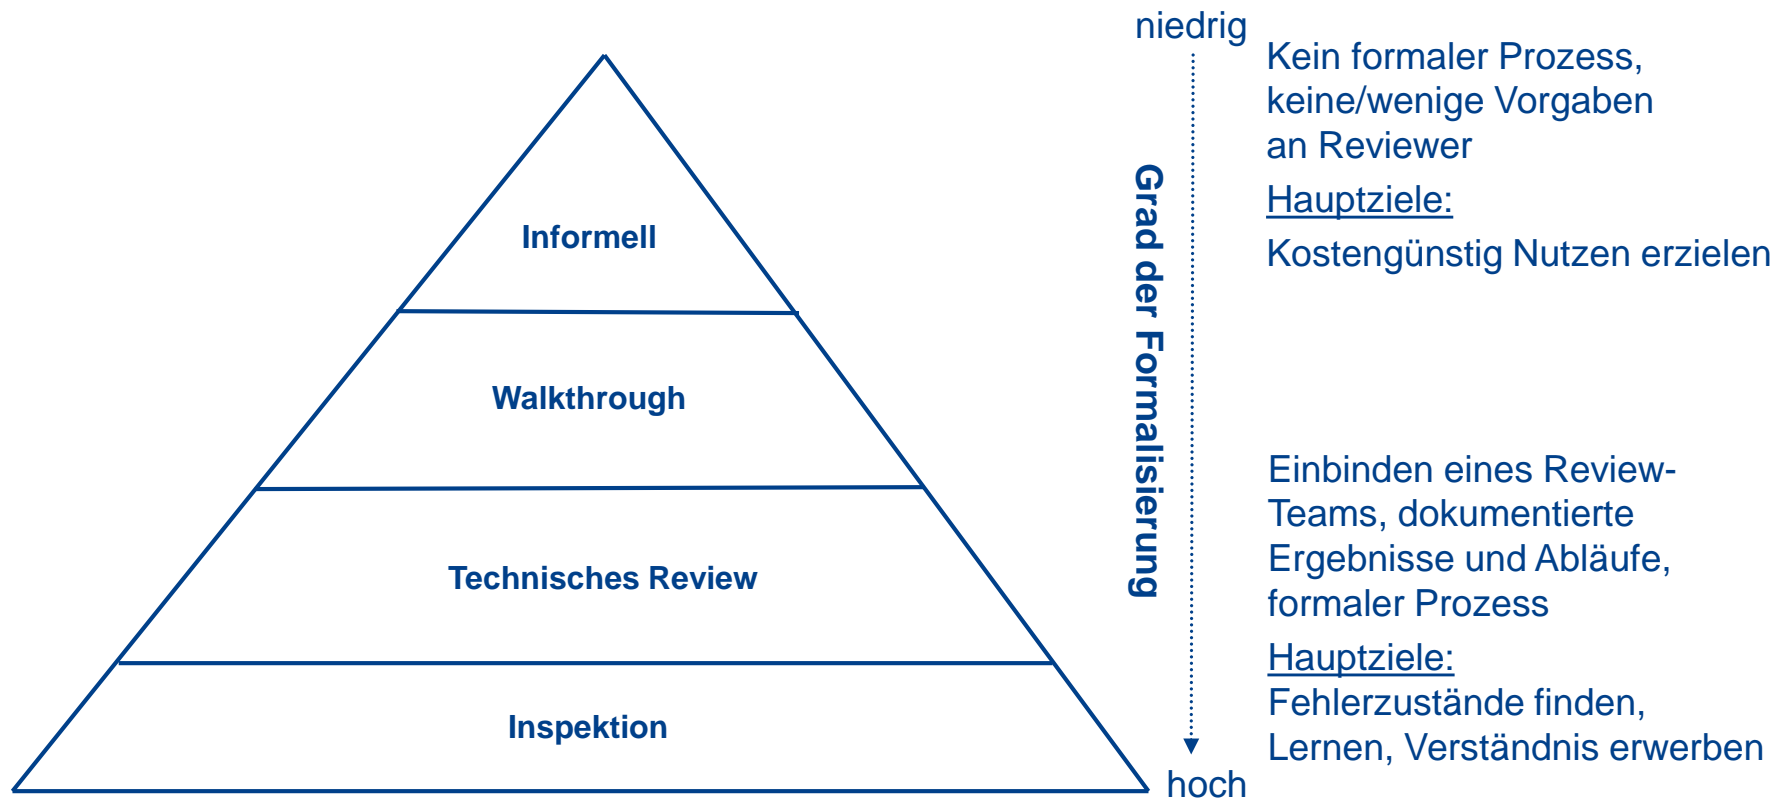 niedrig
Kein formaler Prozess,
keine/wenige Vorgaben
an Reviewer
Hauptziele:
Kostengünstig Nutzen erzielen
Informell
Walkthrough
Technisches Review
Inspektion
Grad der Formalisierung
Einbinden eines Review-
Teams, dokumentierte
Ergebnisse und Abläufe,
formaler Prozess
Hauptziele:
Fehlerzustände finden,
Lernen, Verständnis erwerben
hoch